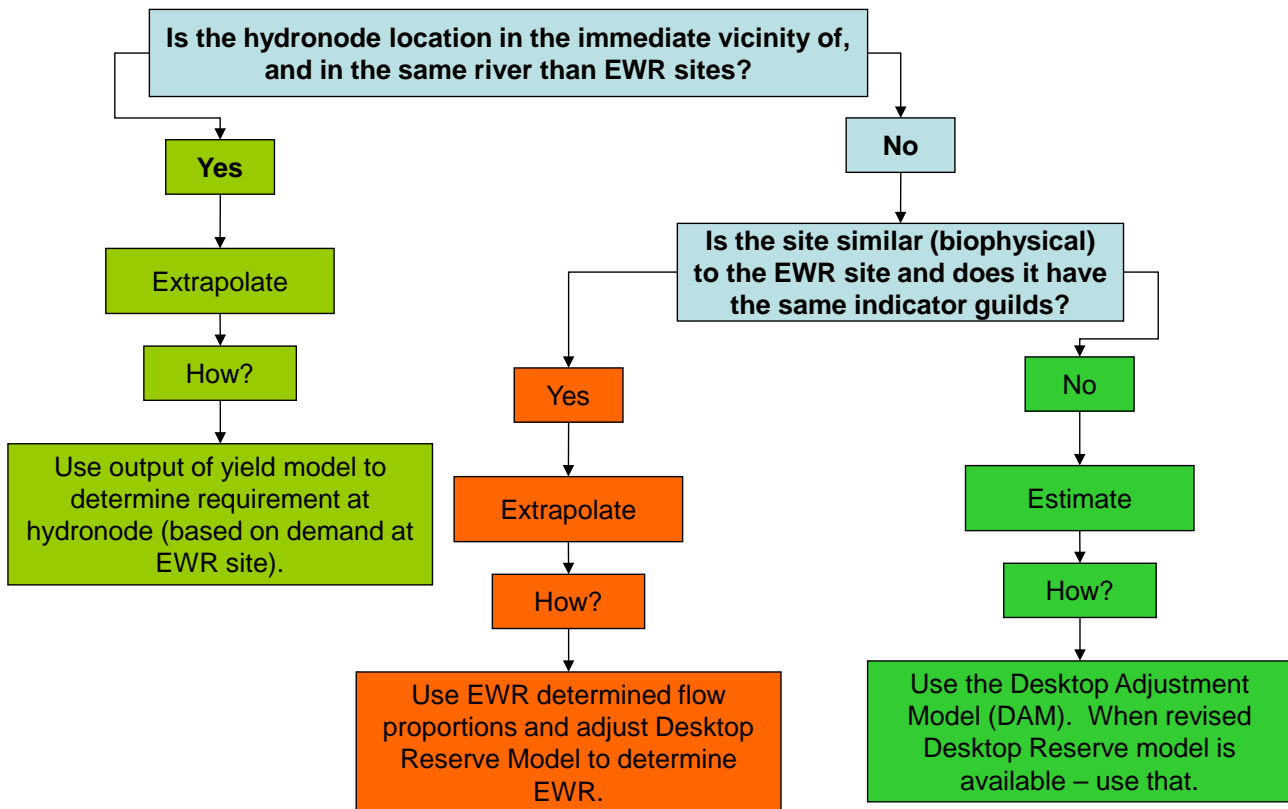 Is the hydronode location in the immediate vicinity of,
and in the same river than EWR sites?
Yes
No
Extrapolate
Is the site similar (biophysical)
to the EWR site and does it have
the same indicator guilds?
How?
Use output of yield model to
determine requirement at
hydronode (based on demand at
EWR site).
Yes
Extrapolate
How?
Use EWR determined flow
proportions and adjust Desktop
Reserve Model to determine
EWR.
No
Estimate
How?
Use the Desktop Adjustment
Model (DAM).  When revised
Desktop Reserve model is
available – use that.